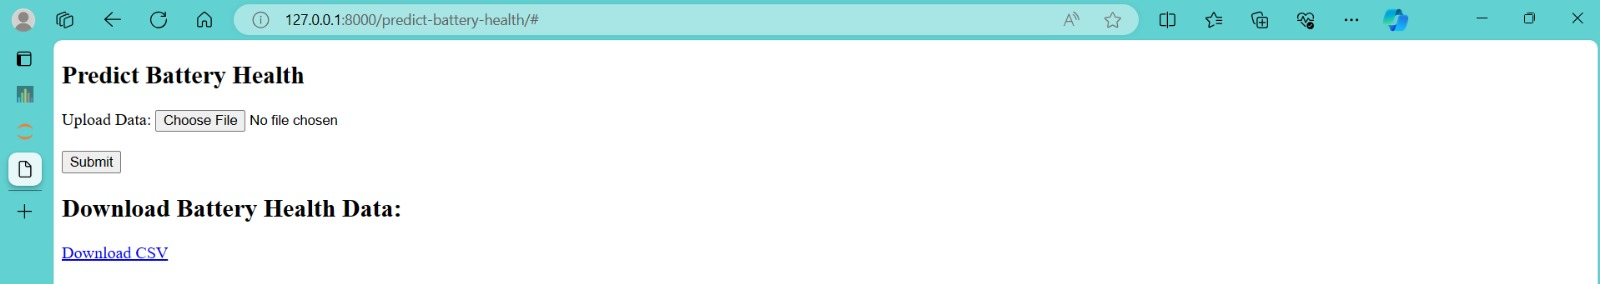 127.0.0.1:8000/predict-battery-health/#
Predict Battery Health
Upload Data: Choose File No file chosen
Submit
Download Battery Health Data:
Download CSV